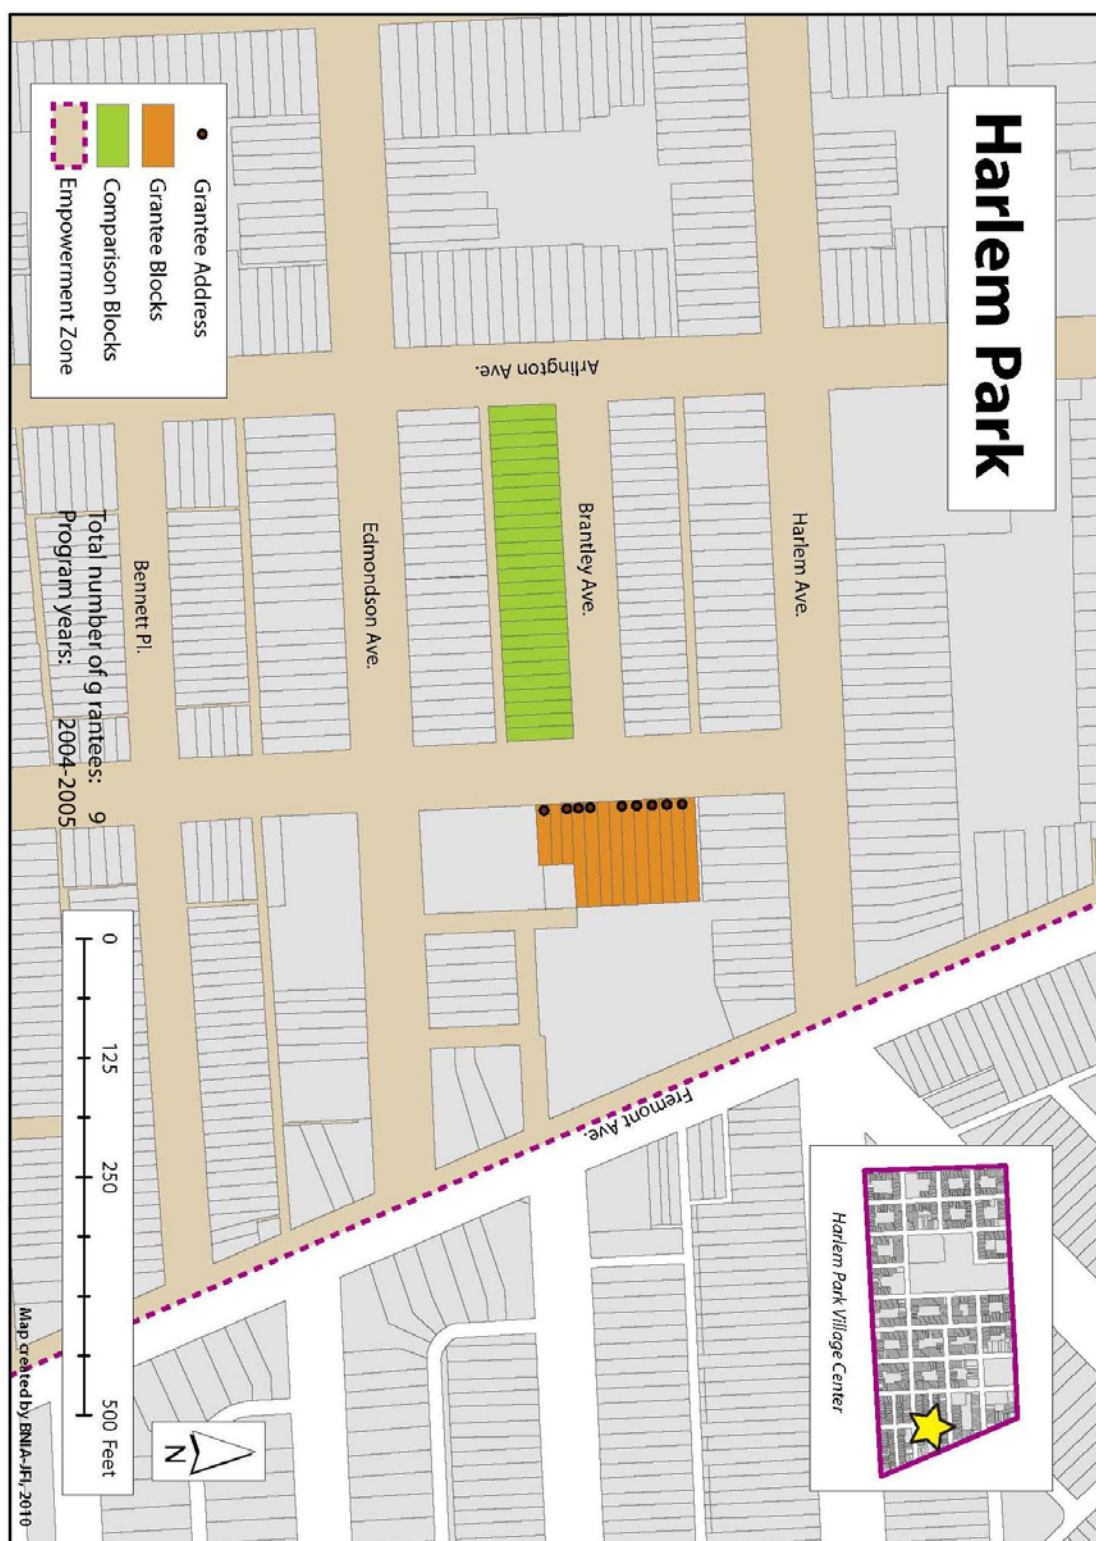 Harlem Park
Grantee Address
Grantee Blocks
Comparison Blocks
Empowerment Zone
Arlington Ave.
Harlem Ave.
Brantley Ave.
Edmondson Ave.
Bennett Pl.
Fremont Ave.
Total number of g rantees: 9
Program years: 2004-2005
0 125 250 500 Feet
Harlem Park Village Center
N
Map created by BNIA-JFI, 2010